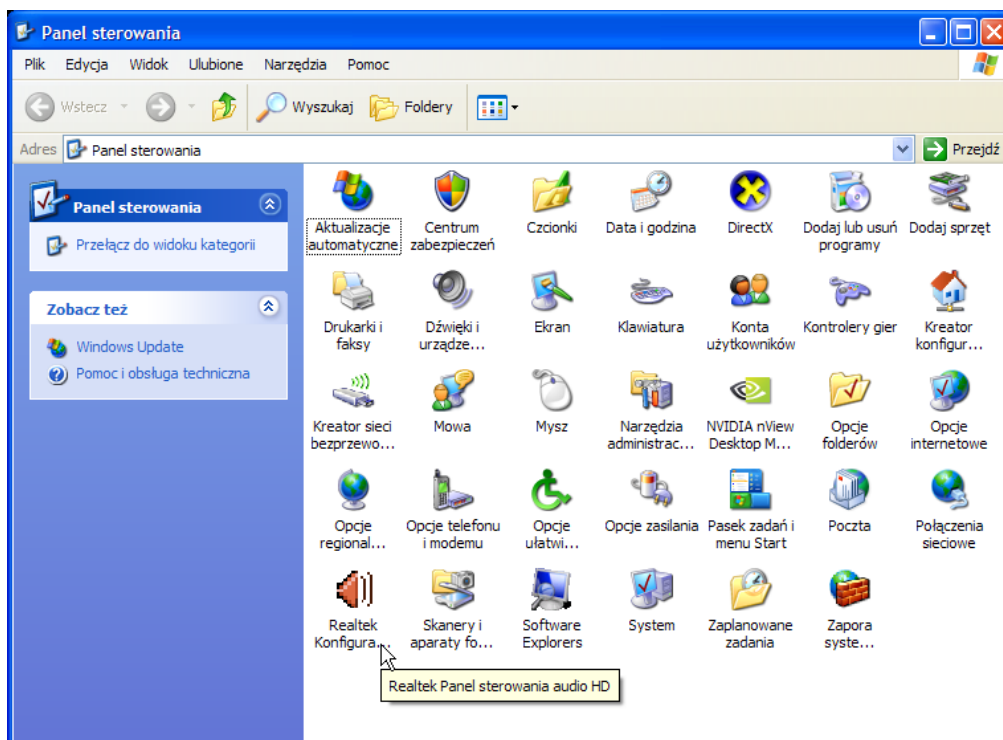 Panel sterowania
Plik Edycja Widok Ulubione Narzędzia Pomoc
Wstecz Wyszukaj Foldery
Adres Panel sterowania Przejdź
Panel sterowania
Przełącz do widoku kategorii
Zobacz też
Windows Update
Pomoc i obsługa techniczna
Aktualizacje automatyczne
Centrum zabezpieczeń
Czcionki
Data i godzina
DirectX
Dodaj lub usuń programy
Dodaj sprzęt
Drukarki i faksy
Dźwięki i urządze...
Ekran
Klawiatura
Konta użytkowników
Kontrolery gier
Kreator konfigur...
Kreator sieci bezprzewo...
Mowa
Mysz
Narzędzia administrac...
NVIDIA nView Desktop M...
Opcje folderów
Opcje internetowe
Opcje regional...
Opcje telefonu i modemu
Opcje ułatwi...
Opcje zasilania
Pasek zadań i menu Start
Poczta
Połączenia sieciowe
Realtek Konfigura...
Skanery i aparaty fo...
Software Explorers
System
Zaplanowane zadania
Zapora syste...
Realtek Panel sterowania audio HD